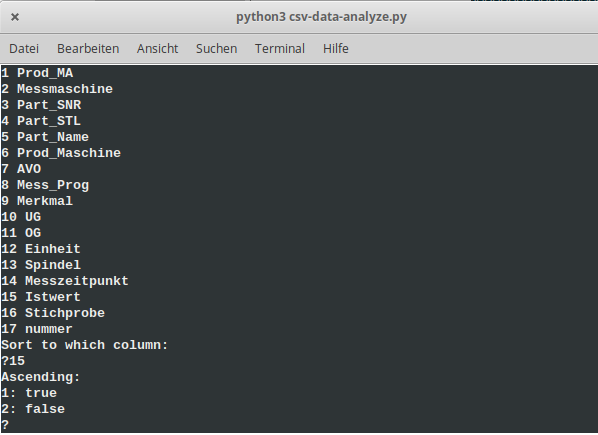 python3 csv-data-analyze.py
Datei Bearbeiten Ansicht Suchen Terminal Hilfe
1 Prod_MA
2 Messmaschine
3 Part_SNR
4 Part_STL
5 Part_Name
6 Prod_Maschine
7 AVO
8 Mess_Prog
9 Merkmal
10 UG
11 OG
12 Einheit
13 Spindel
14 Messzeitpunkt
15 Istwert
16 Stichprobe
17 nummer
Sort to which column:
?15
Ascending:
1: true
2: false
?